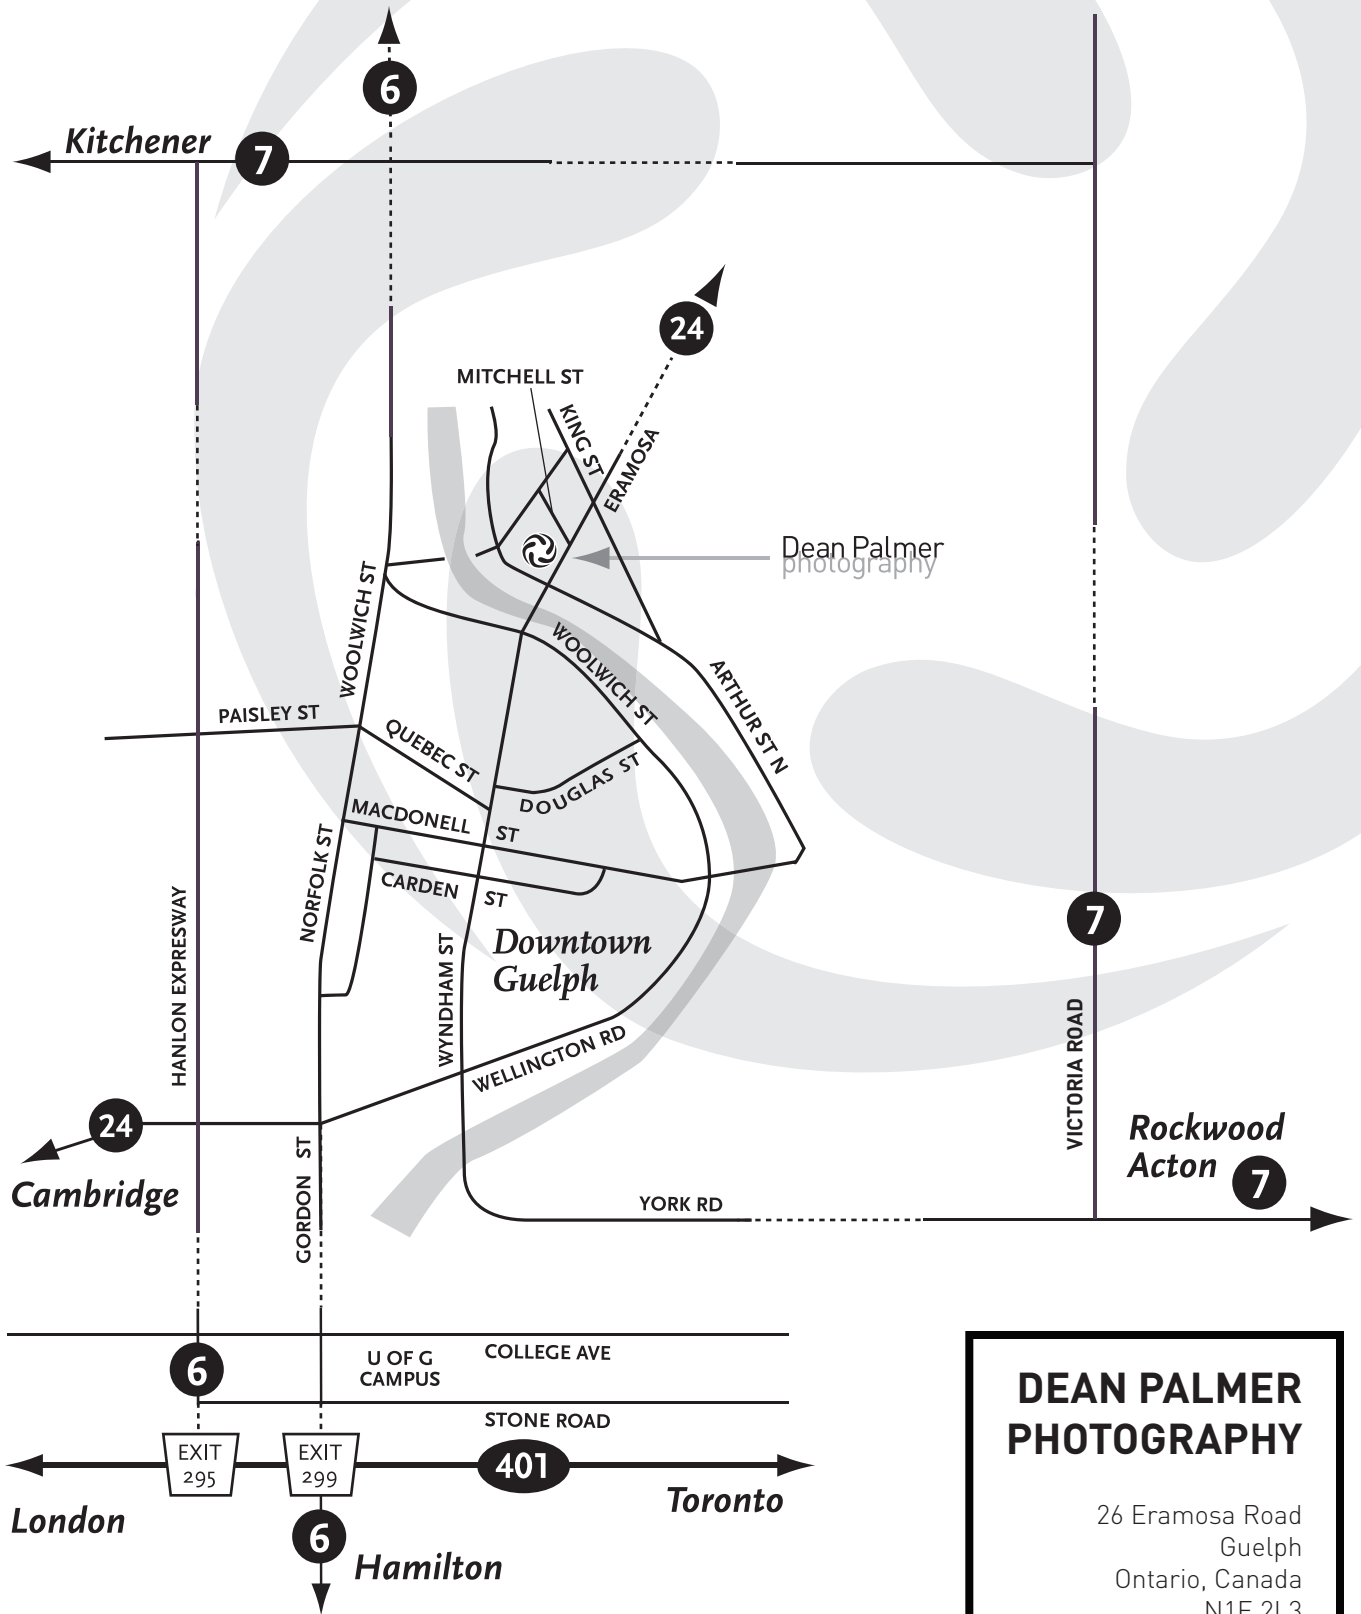 6
Kitchener
7
24
MITCHELL ST
KING ST
ERAMOSA
Dean Palmer
photography
WOOLWICH ST
WOOLWICH ST
ARTHUR ST N
PAISLEY ST
QUEBEC ST
DOUGLAS ST
MACDONELL ST
NORFOLK ST
CARDEN ST
HANLON EXPRESWAY
WYNDHAM ST
Downtown
Guelph
7
WELLINGTON RD
VICTORIA ROAD
24
Cambridge
GORDON ST
Rockwood
Acton
7
YORK RD
6
U OF G
CAMPUS
COLLEGE AVE
STONE ROAD
EXIT
295
EXIT
299
401
London
Toronto
6
Hamilton
DEAN PALMER
PHOTOGRAPHY
26 Eramosa Road
Guelph
Ontario, Canada
N1E 2L3